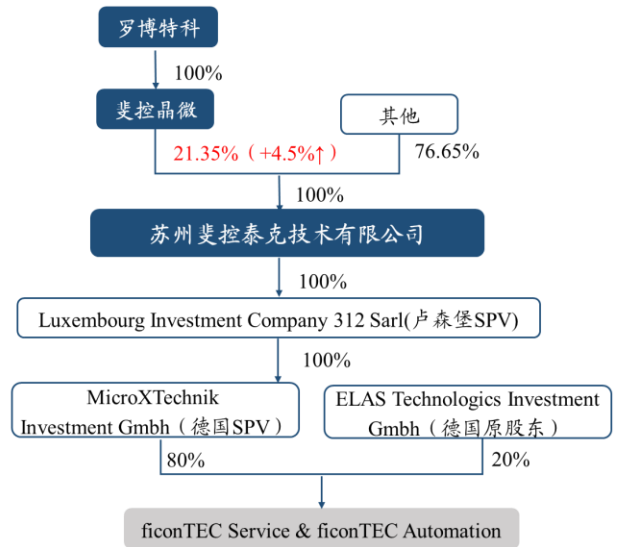 罗博特科
100%
斐控晶微
其他
21.35%（+4.5%↑）
76.65%
100%
苏州斐控泰克技术有限公司
100%
Luxembourg Investment Company 312 Sarl(卢森堡SPV)
100%
MicroXTechnik
Investment Gmbh（德国SPV）
ELAS Technologics Investment
Gmbh（德国原股东）
80%
20%
ficonTEC Service & ficonTEC Automation